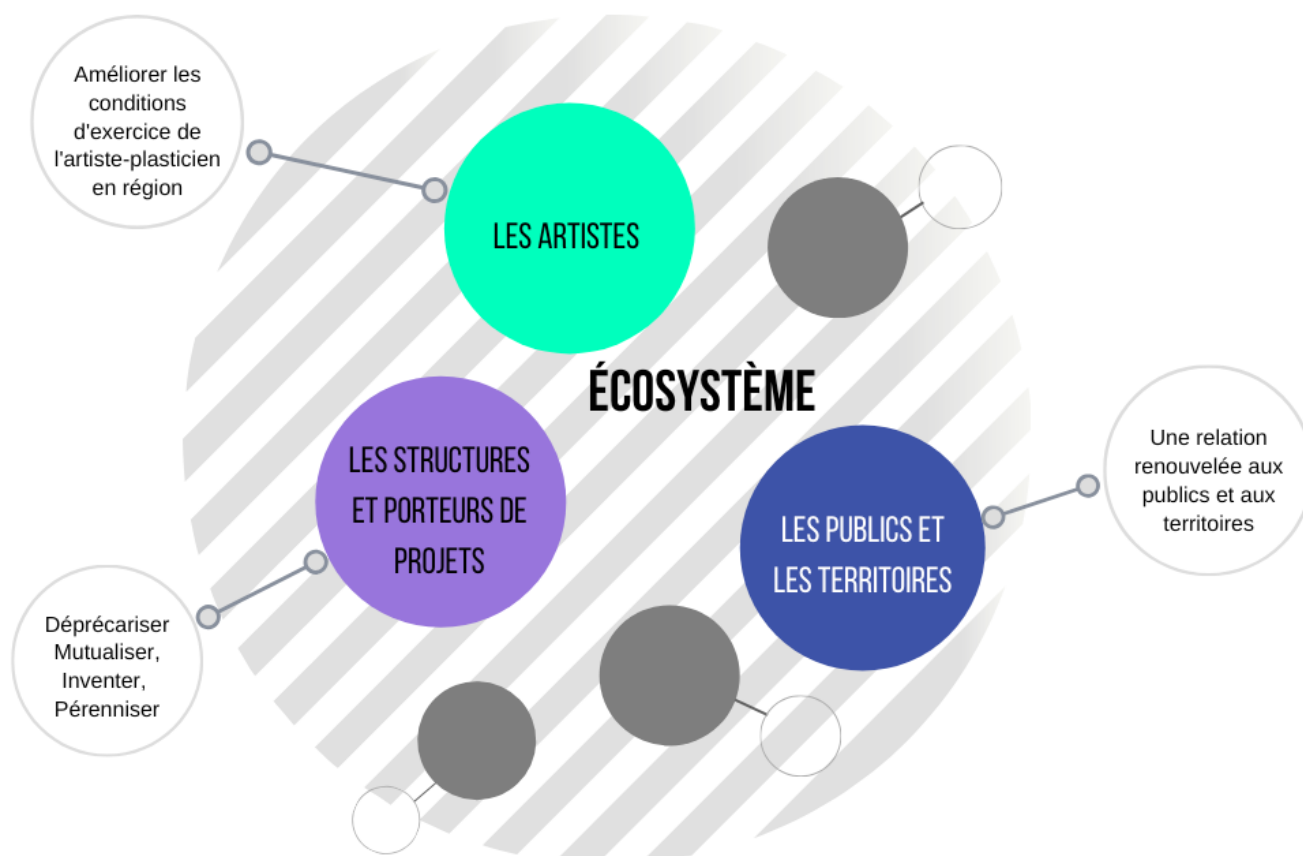 Améliorer les
conditions
d'exercice de
l'artiste-plasticien
en région
LES ARTISTES
ÉCOSYSTÈME
LES STRUCTURES
ET PORTEURS DE
PROJETS
Une relation
renouvelée aux
publics et aux
territoires
LES PUBLICS ET
LES TERRITOIRES
Déprécariser
Mutualiser,
Inventer,
Pérenniser